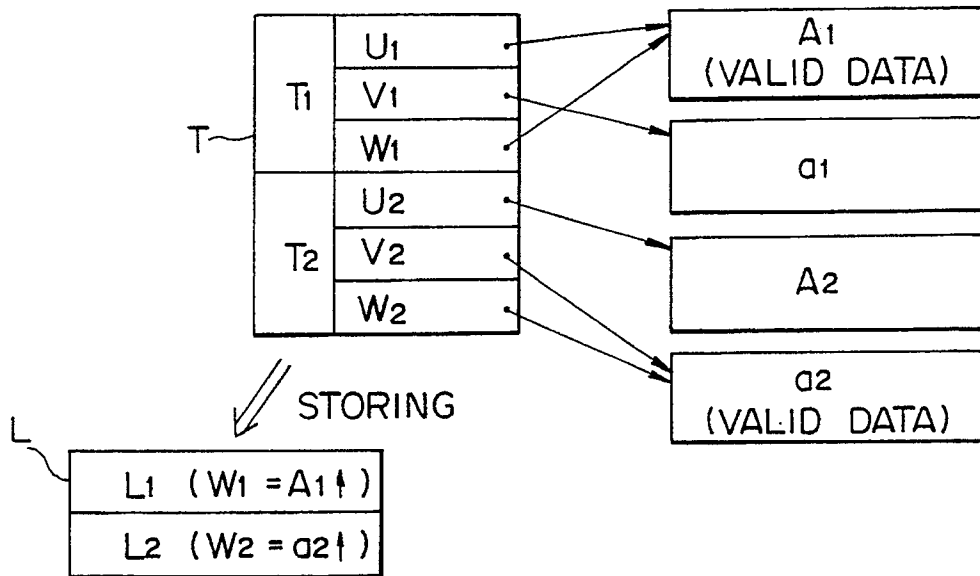 T
T1
U1
V1
W1
T2
U2
V2
W2
A1
(VALID DATA)
a1
A2
a2
(VALID DATA)
STORING
L
L1 (W1 = A1↑)
L2 (W2 = a2↑)